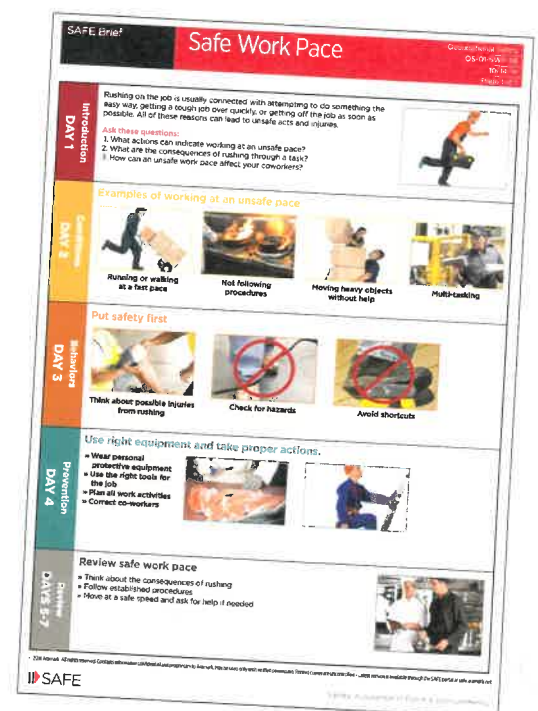 SAFE Brief
Safe Work Pace
Introduction
DAY 1
Rushing on the job is usually connected with attempting to do something the
easy way, getting a tough job over quickly, or getting off the job as soon as
possible. All of these reasons can lead to unsafe acts and injuries.
Ask these questions:
1. What actions can indicate working at an unsafe pace?
2. What are the consequences of rushing through a task?
3. How can an unsafe work pace affect your coworkers?
Conditions
DAY 2
Examples of working at an unsafe pace
Running or walking
at a fast pace
Not following
procedures
Moving heavy objects
without help
Multi-tasking
Behaviors
DAY 3
Put safety first
Think about possible injuries
from rushing
Check for hazards
Avoid shortcuts
Prevention
DAY 4
Use right equipment and take proper actions.
» Wear personal
protective equipment
» Use the right tools for
the job
» Plan all work activities
» Correct co-workers
Review
DAYS 5-7
Review safe work pace
» Think about the consequences of rushing
» Follow established procedures
» Move at a safe speed and ask for help if needed
SAFE